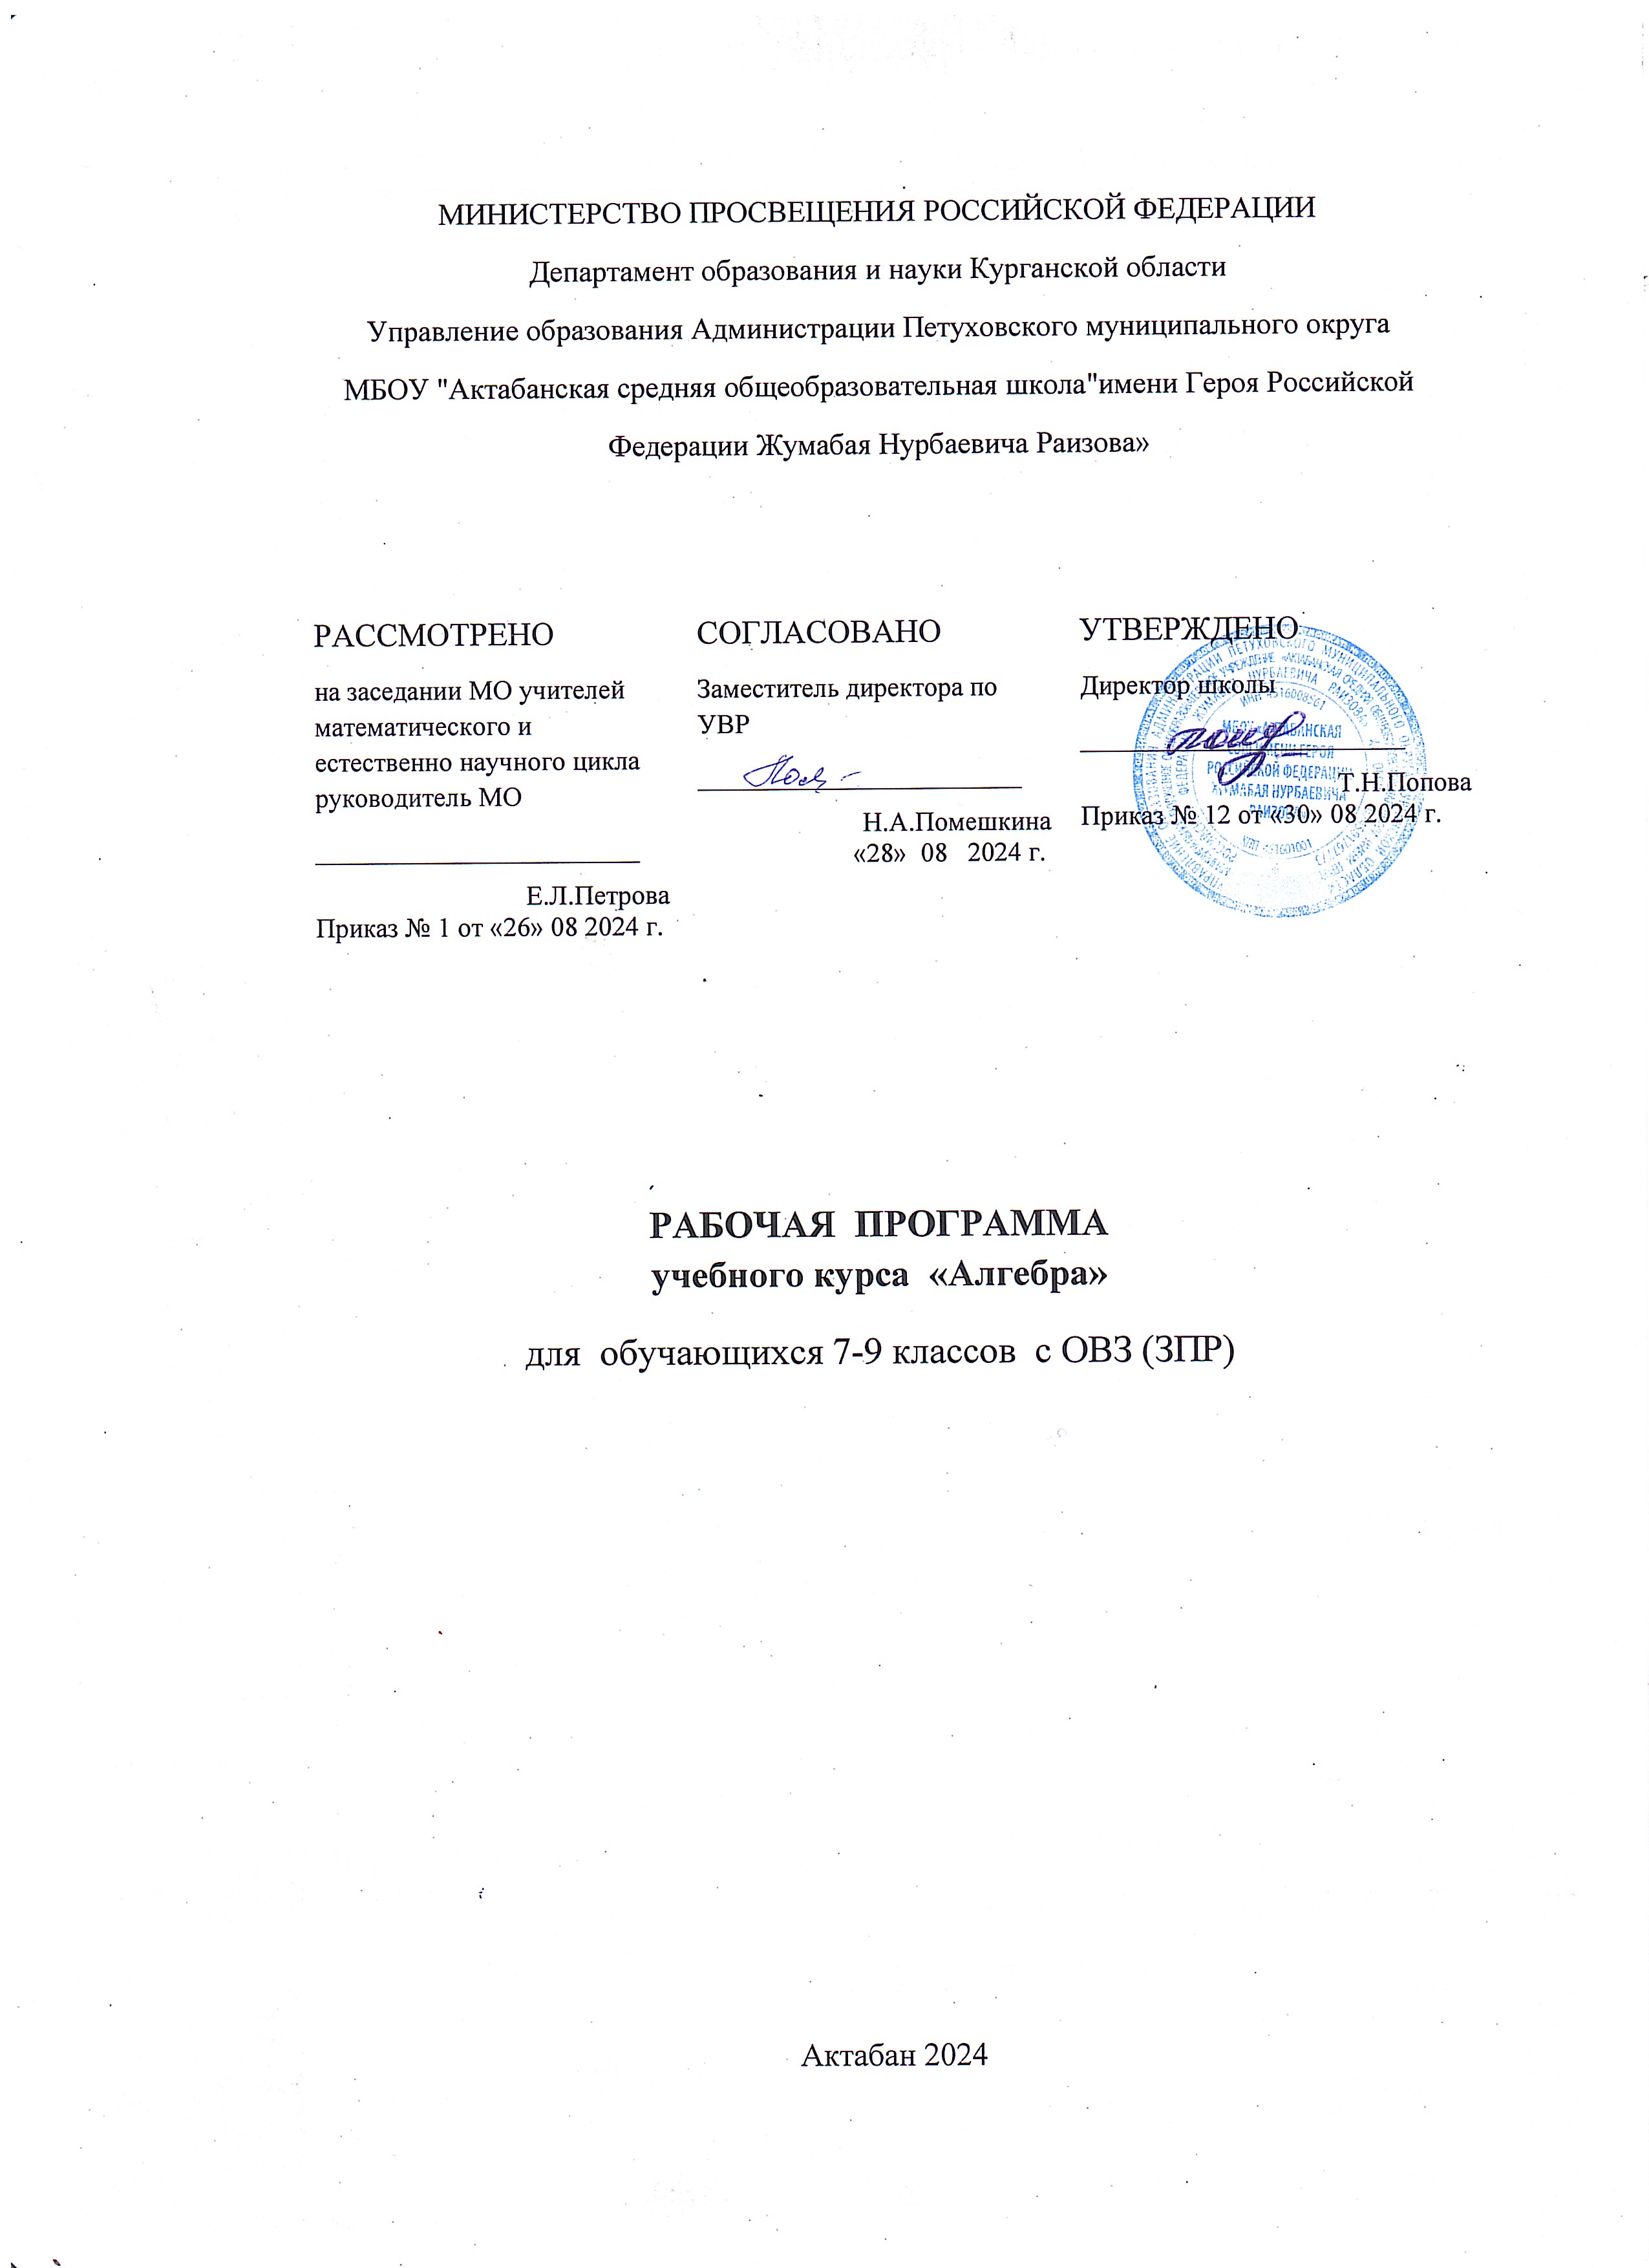 МИНИСТЕРСТВО ПРОСВЕЩЕНИЯ РОССИЙСКОЙ ФЕДЕРАЦИИ
Департамент образования и науки Курганской области
Управление образования Администрации Петуховского муниципального округа
МБОУ "Актабанская средняя общеобразовательная школа"имени Героя Российской
Федерации Жумабая Нурбаевича Раизова»
РАССМОТРЕНО
на заседании МО учителей
математического и
естественно научного цикла
руководитель МО
Е.Л.Петрова
Приказ № 1 от «26» 08 2024 г.
СОГЛАСОВАНО
Заместитель директора по
УВР
Н.А.Помешкина
«28» 08 2024 г.
УТВЕРЖДЕНО
Директор школы
Т.Н.Попова
Приказ № 12 от «30» 08 2024 г.
РАБОЧАЯ ПРОГРАММА
учебного курса «Алгебра»
для обучающихся 7-9 классов с ОВЗ (ЗПР)
Актабан 2024